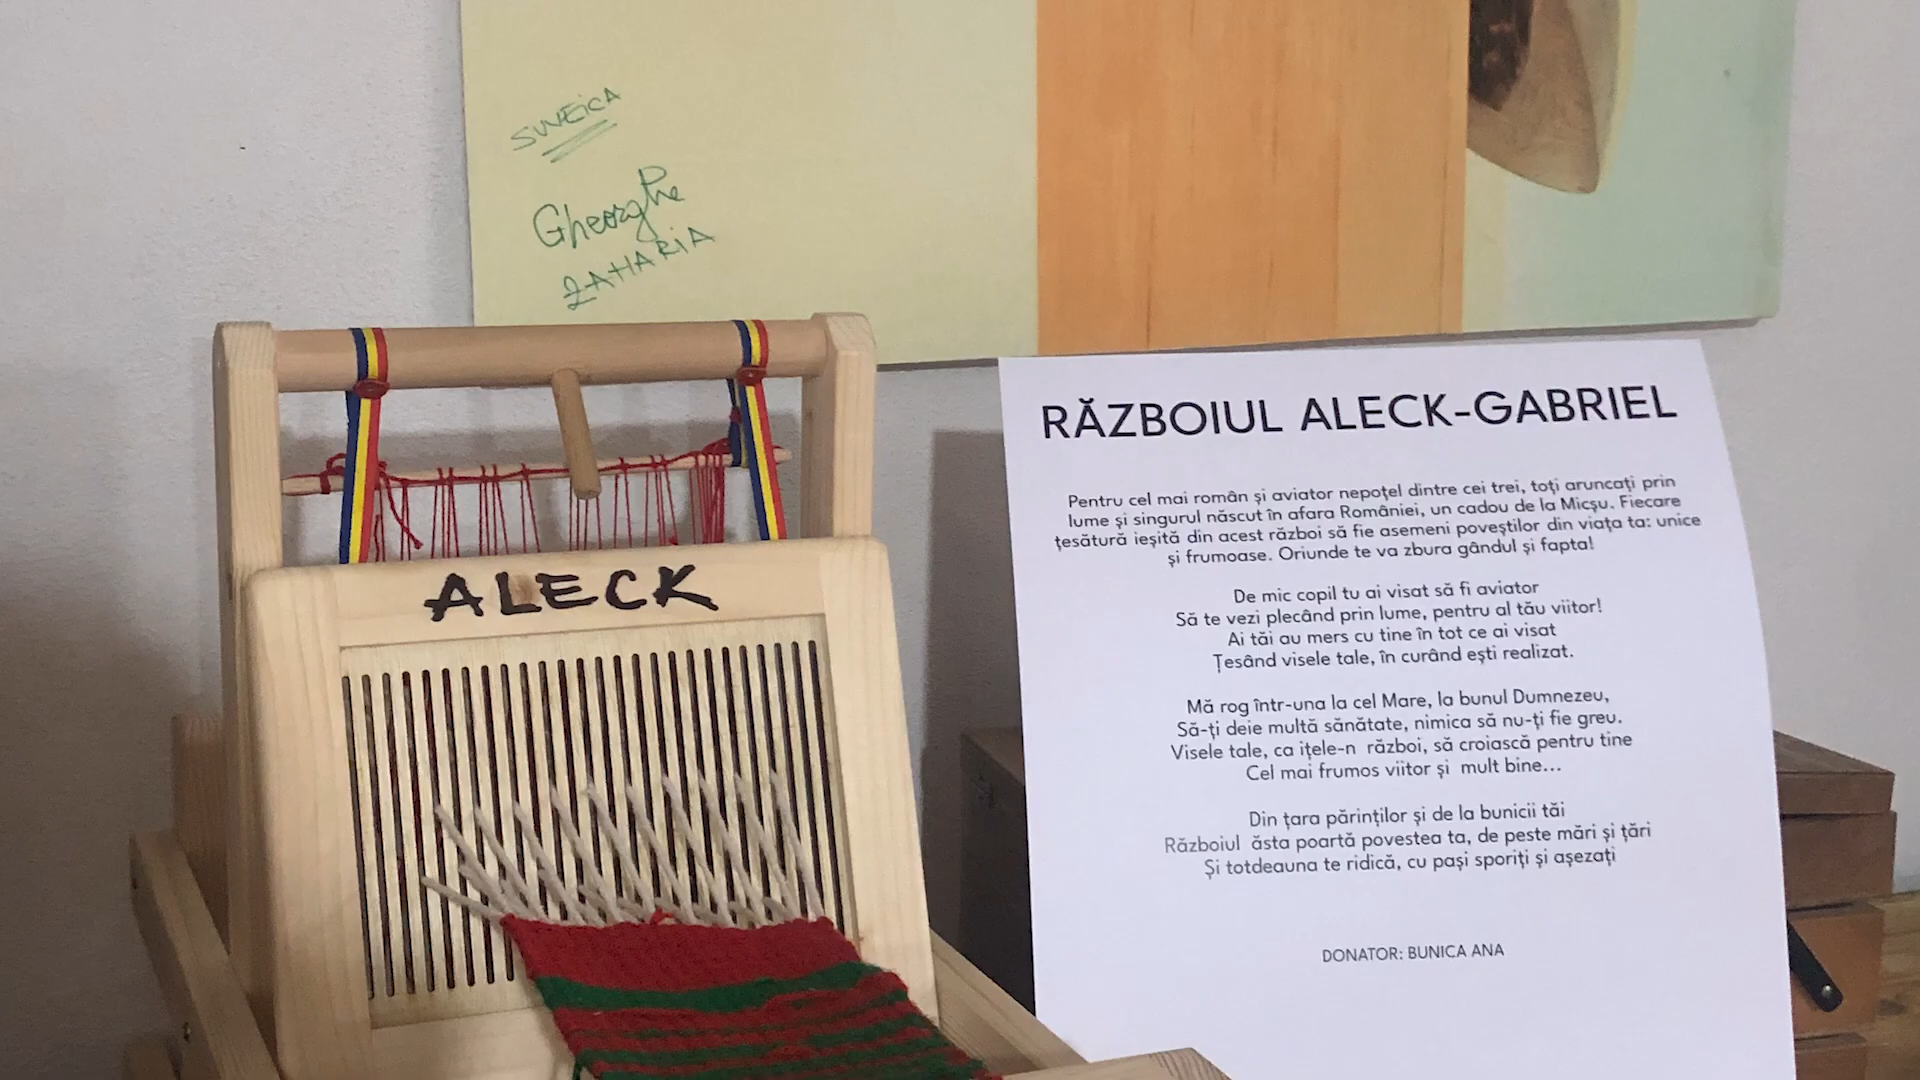 SUVEICA
Gheorghe
ZAHARIA
ALECK
RĂZBOIUL ALECK-GABRIEL
Pentru cel mai român și aviator nepoțel dintre cei trei, toți aruncați prin
lume și singurul născut în afara României, un cadou de la Micșu. Fiecare
țesătură ieșită din acest război să fie asemeni poveștilor din viața ta: unice
și frumoase. Oriunde te va zbura gândul și fapta!
De mic copil tu ai visat să fi aviator
Să te vezi plecând prin lume, pentru al tău viitor!
Ai tăi au mers cu tine în tot ce ai visat
Țesând visele tale, în curând ești realizat.
Mă rog într-una la cel Mare, la bunul Dumnezeu,
Să-ți deie multă sănătate, nimica să nu-ți fie greu.
Visele tale, ca ițele-n război, să croiască pentru tine
Cel mai frumos viitor și mult bine...
Din țara părinților și de la bunicii tăi
Războiul ăsta poartă povestea ta, de peste mări și țări
Și totdeauna te ridică, cu pași sporiți și așezați
DONATOR: BUNICA ANA